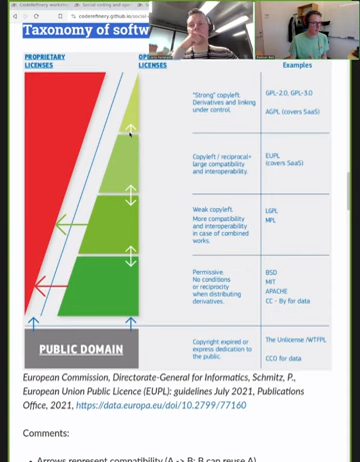 coderefinery.github.io/social-
Taxonomy of softw
PROPRIETARY
LICENSES
LICENSES
Examples
"Strong" copyleft.
Derivatives and linking
under control.
GPL-2.0, GPL-3.0
AGPL (covers SaaS)
Copyleft / reciprocal+
large compatibility
and interoperability.
EUPL
(covers SaaS)
Weak copyleft.
More compatibility
and interoperability
in case of combined
works.
LGPL
MPL
Permissive.
No conditions
or reciprocity
when distributing
derivatives.
BSD
MIT
APACHE
CC - By for data
PUBLIC DOMAIN
Copyright expired or
express dedication to
the public.
The Unlicense /WTFPL
CC0 for data
European Commission, Directorate-General for Informatics, Schmitz, P.,
European Union Public Licence (EUPL): guidelines July 2021, Publications
Office, 2021, https://data.europa.eu/doi/10.2799/77160
Comments:
• Arrows represent compatibility (A -> B: B can reuse A)